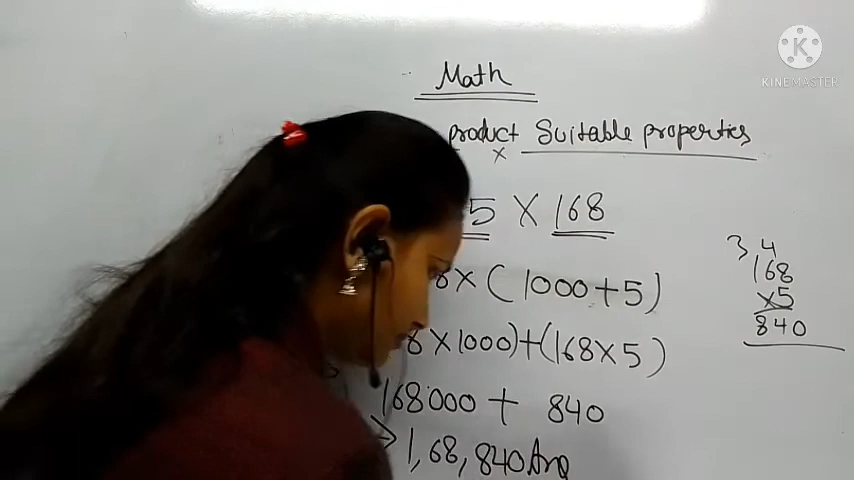 Math
product Suitable properties
x
5 X 168
8 X (1000 + 5)
8 X 1000) + (168 X 5)
168000 + 840
1,68,840 Ans
3 4
168
x5
840
KINEMASTER